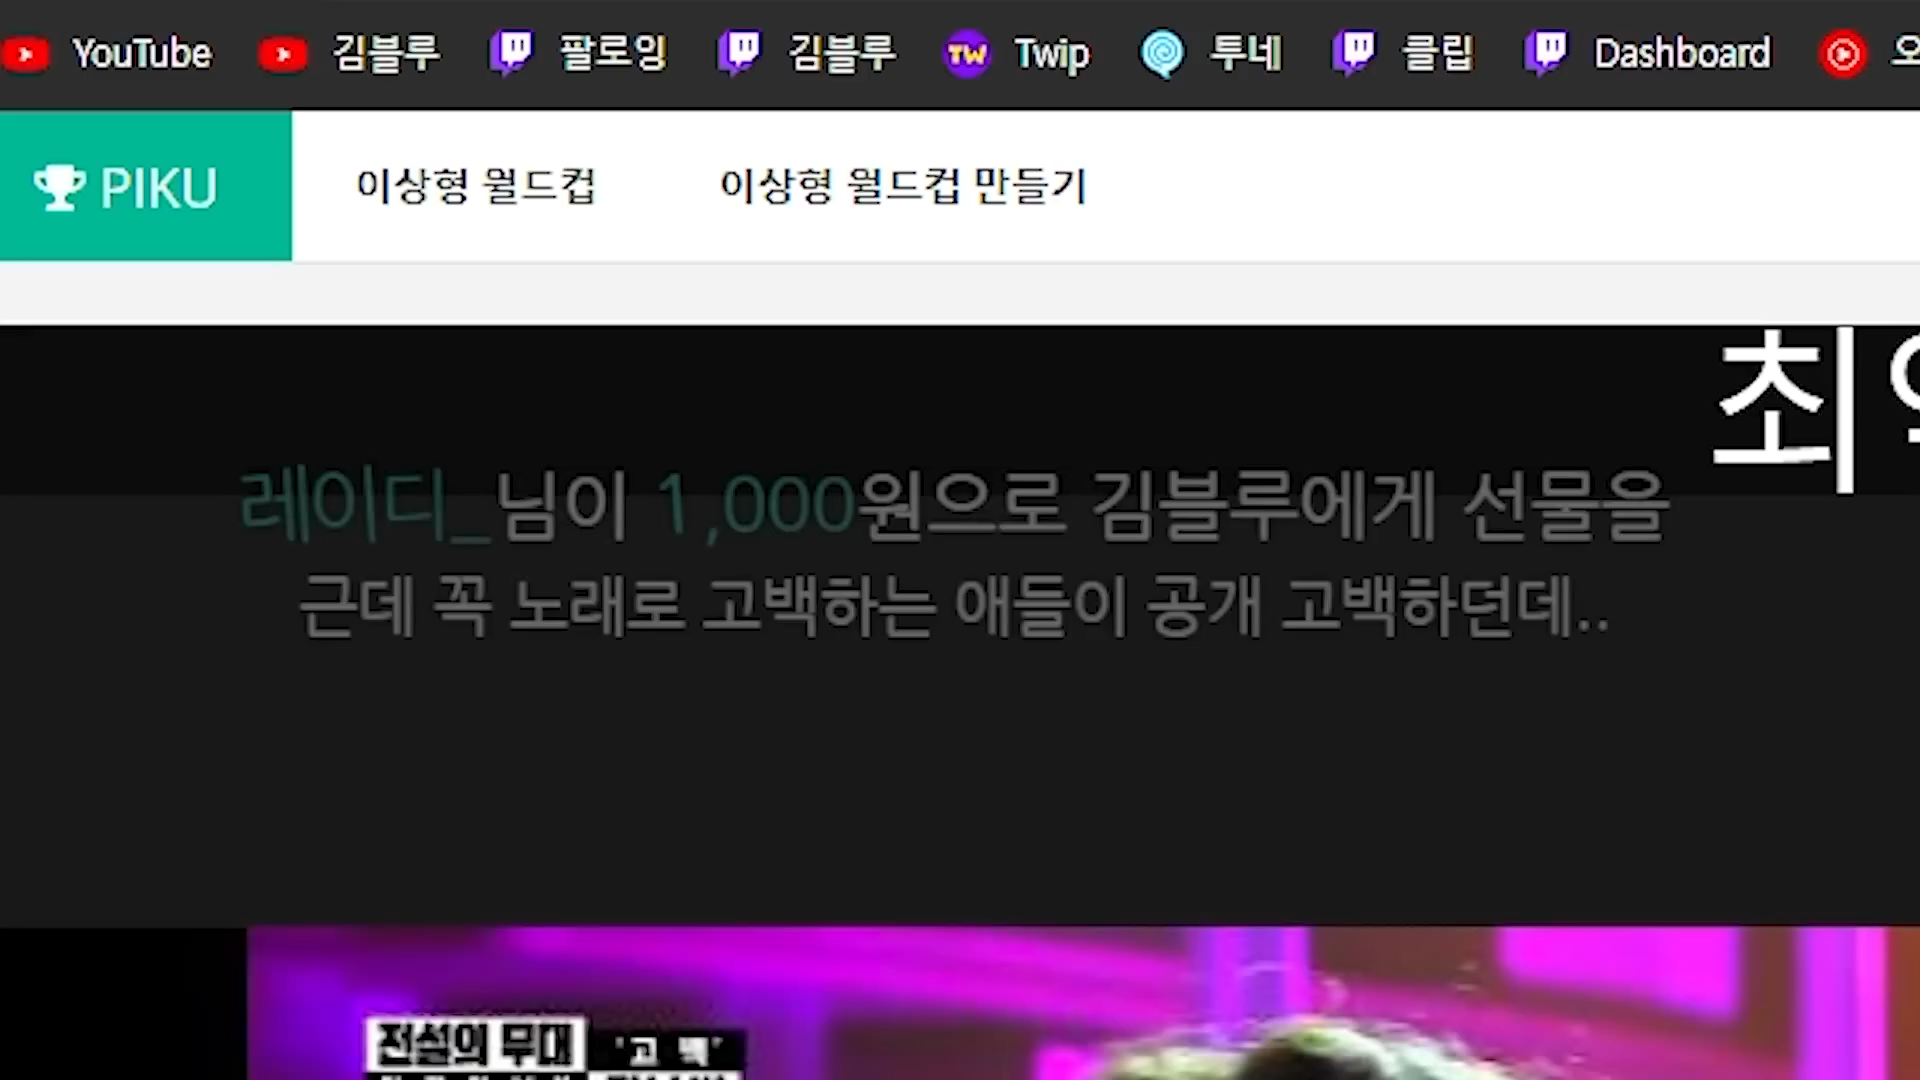 YouTube 김블루 팔로잉 김블루 TW Twip 투네 클립 Dashboard
PIKU 이상형 월드컵 이상형 월드컵 만들기
최
레이디_님이 1,000원으로 김블루에게 선물을
근데 꼭 노래로 고백하는 애들이 공개 고백하던데..
전설의 무대 '고백'